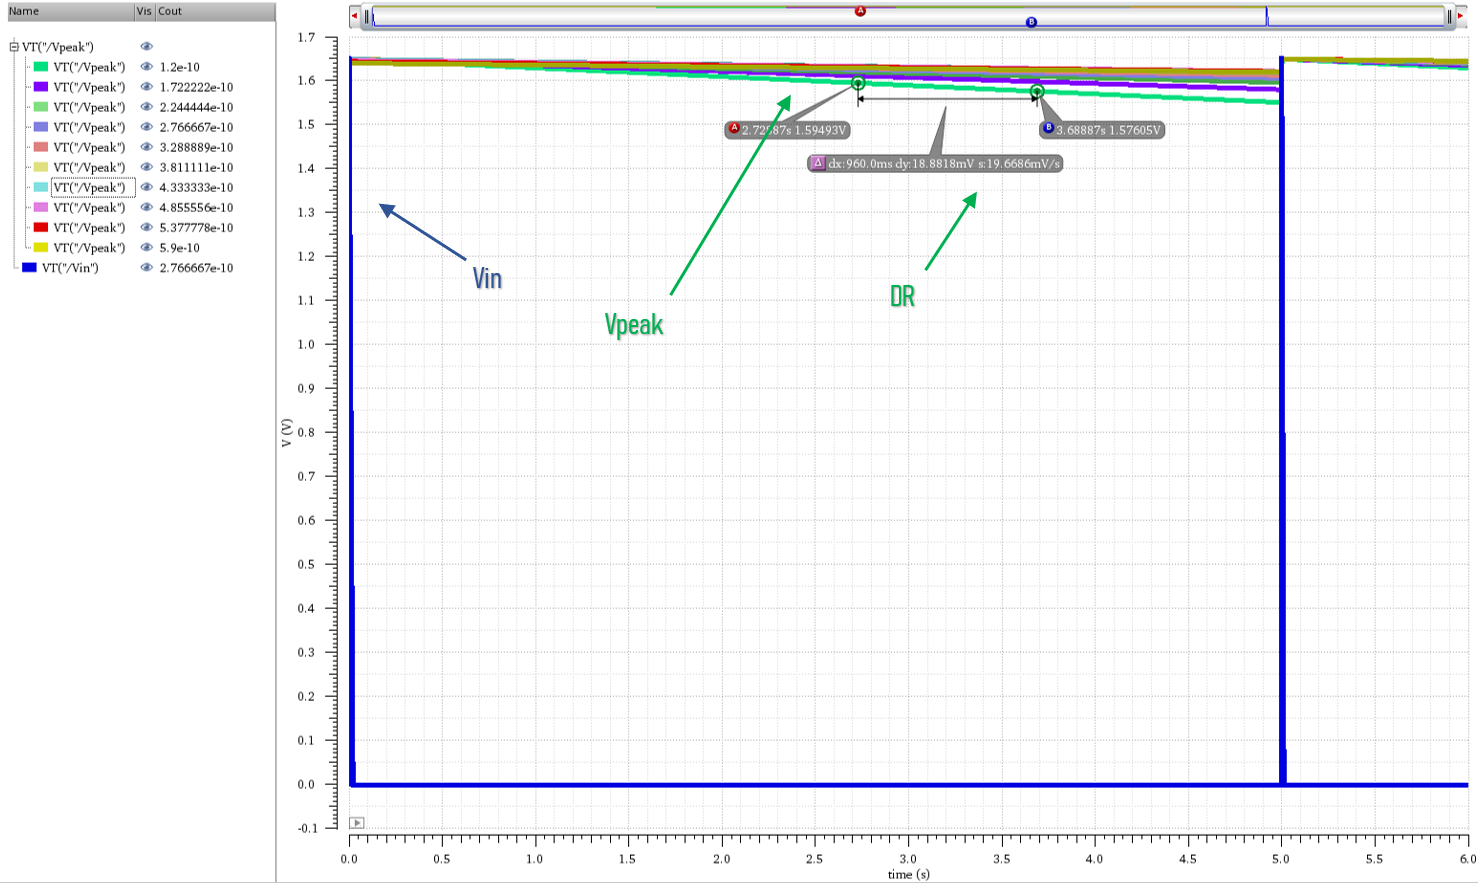 Name Vis Cout
VT("/Vpeak")
VT("/Vpeak") 1.2e-10
VT("/Vpeak") 1.722222e-10
VT("/Vpeak") 2.244444e-10
VT("/Vpeak") 2.766667e-10
VT("/Vpeak") 3.288889e-10
VT("/Vpeak") 3.811111e-10
VT("/Vpeak") 4.333333e-10
VT("/Vpeak") 4.855556e-10
VT("/Vpeak") 5.377778e-10
VT("/Vpeak") 5.9e-10
VT("/Vin") 2.766667e-10
A
B
1.7
1.6
1.5
1.4
1.3
1.2
1.1
1.0
0.9
0.8
0.7
0.6
0.5
0.4
0.3
0.2
0.1
0.0
-0.1
V (V)
A 1.59493V
B 3.68887s 1.57605V
Δ dx:960.0ms dy:18.8818mV s:19.6686mV/s
Vin
Vpeak
DR
0.0 0.5 1.0 1.5 2.0 2.5 3.0 3.5 4.0 4.5 5.0 5.5 6.0
time (s)